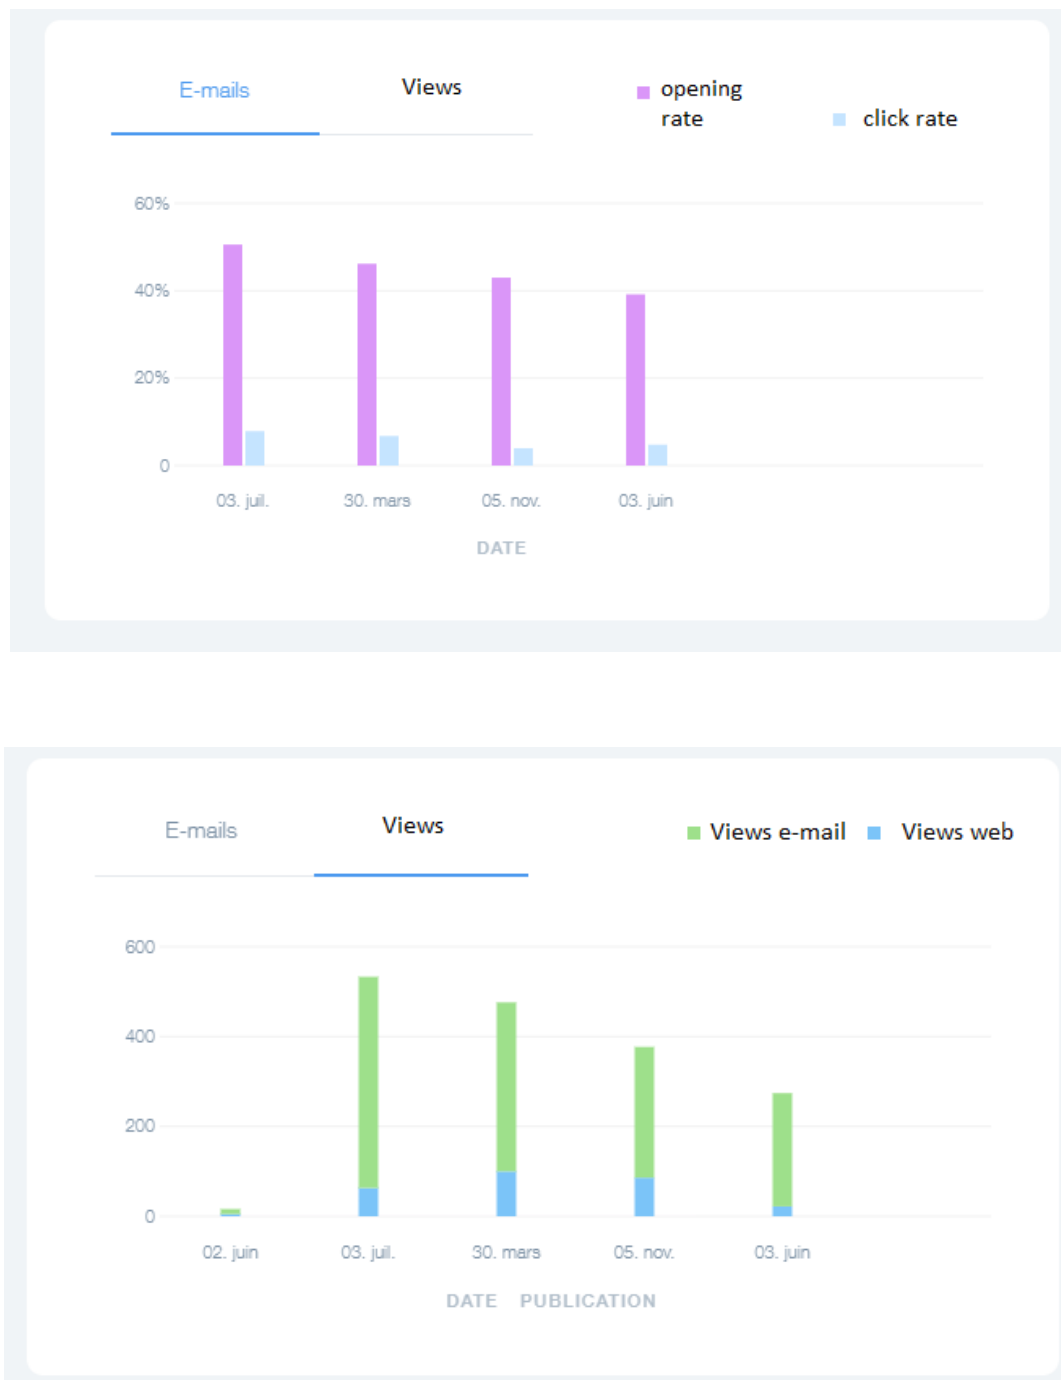 E-mails Views opening
rate click rate
60%
40%
20%
0
03. juil. 30. mars 05. nov. 03. juin
DATE
E-mails Views Views e-mail Views web
600
400
200
0
02. juin 03. juil. 30. mars 05. nov. 03. juin
DATE PUBLICATION